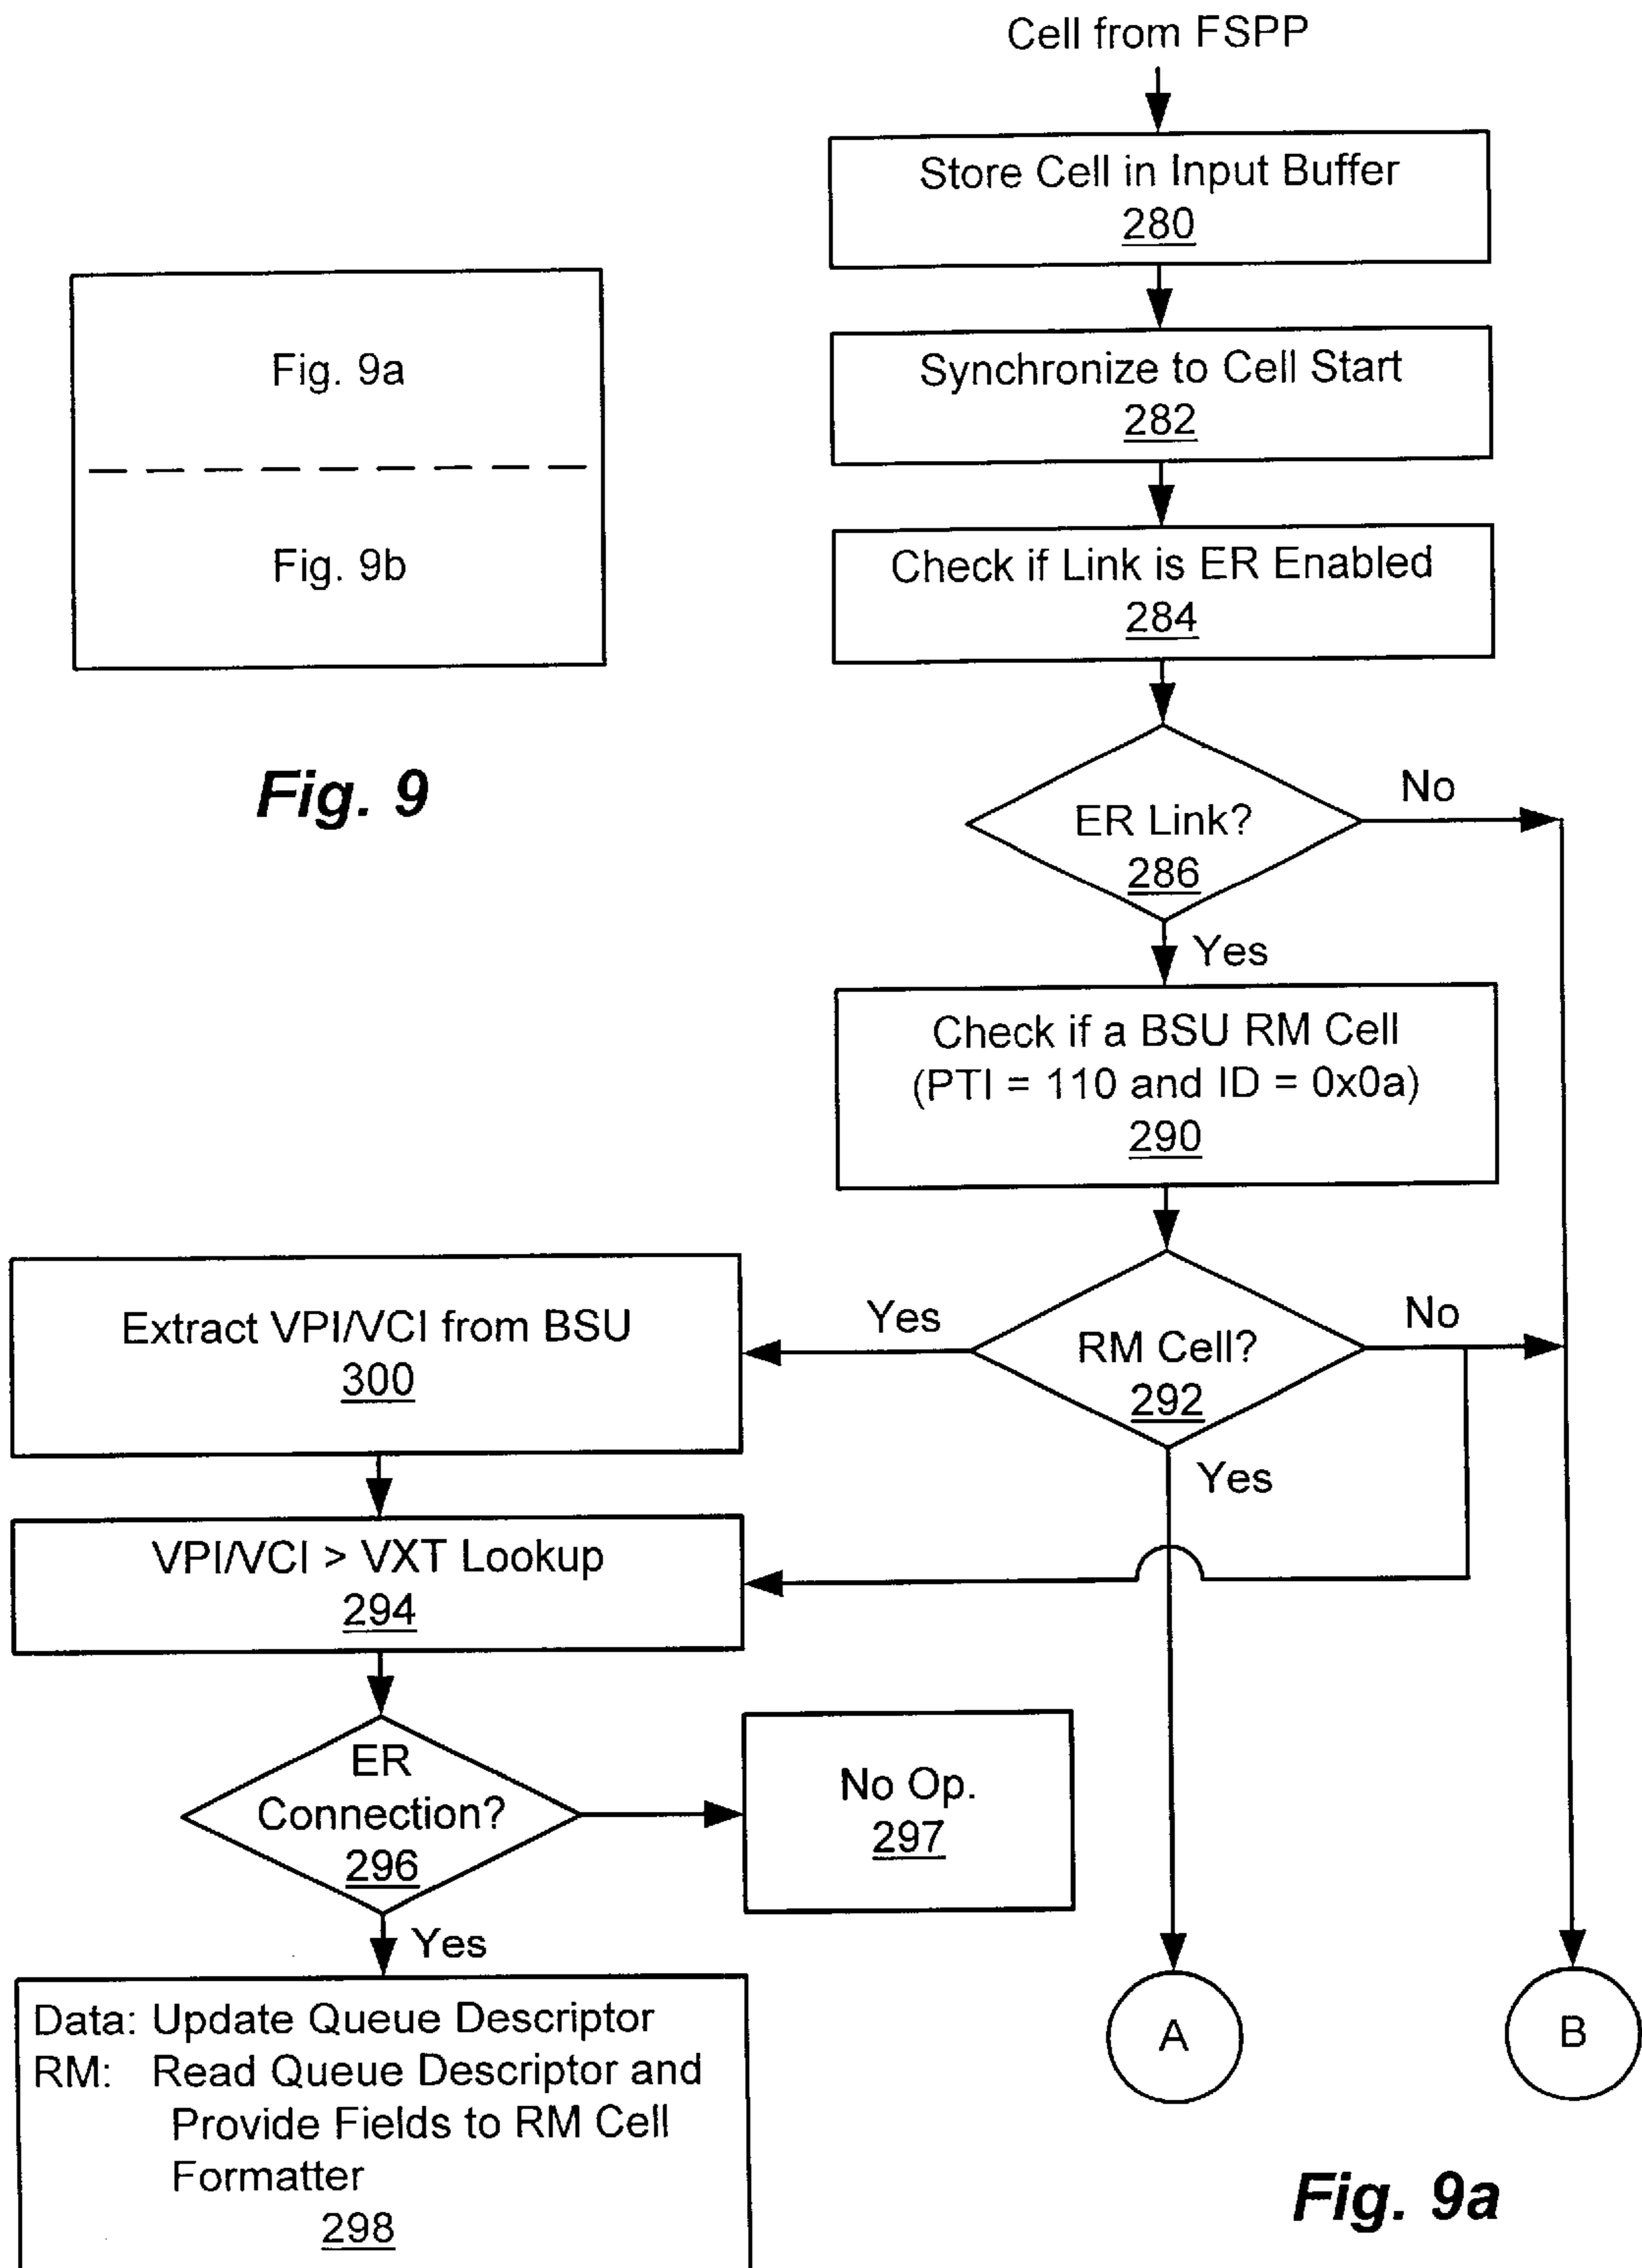 Cell from FSPP
Store Cell in Input Buffer
280
Synchronize to Cell Start
282
Fig. 9a
Fig. 9b
Fig. 9
Check if Link is ER Enabled
284
ER Link?
286
No
Yes
Check if a BSU RM Cell
(PTI = 110 and ID = 0x0a)
290
RM Cell?
292
Yes
No
Yes
Extract VPI/VCI from BSU
300
VPI/VCI > VXT Lookup
294
ER
Connection?
296
No Op.
297
Yes
Data: Update Queue Descriptor
RM: Read Queue Descriptor and
Provide Fields to RM Cell
Formatter
298
A
B
Fig. 9a